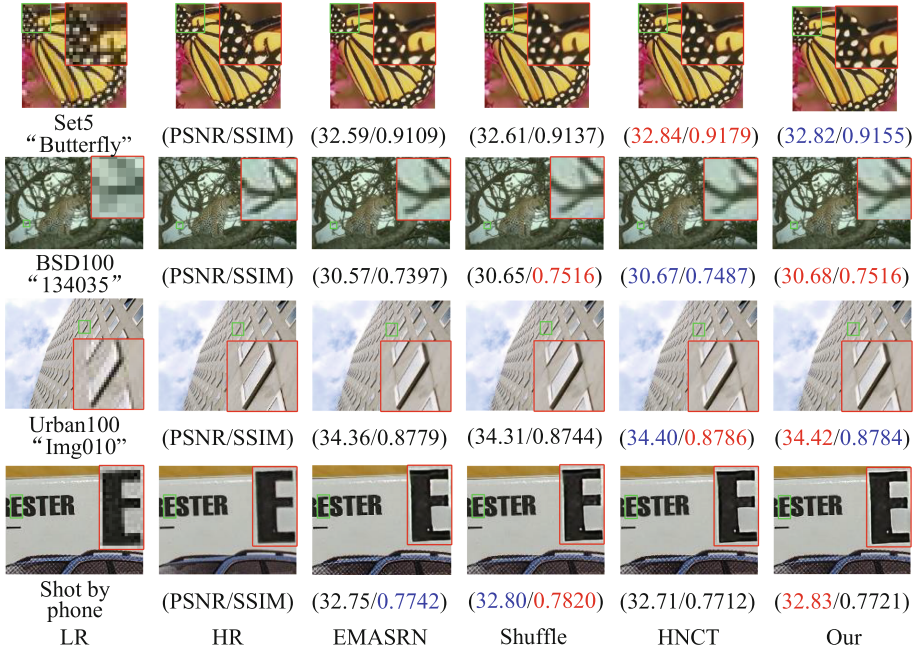 Set5
“Butterfly”
(PSNR/SSIM)
(32.59/0.9109)
(32.61/0.9137)
(32.84/0.9179)
(32.82/0.9155)
BSD100
“134035”
(PSNR/SSIM)
(30.57/0.7397)
(30.65/0.7516)
(30.67/0.7487)
(30.68/0.7516)
Urban100
“Img010”
(PSNR/SSIM)
(34.36/0.8779)
(34.31/0.8744)
(34.40/0.8786)
(34.42/0.8784)
RESTER
E
RESTER
E
RESTER
E
RESTER
E
RESTER
E
RESTER
E
Shot by
phone
(PSNR/SSIM)
(32.75/0.7742)
(32.80/0.7820)
(32.71/0.7712)
(32.83/0.7721)
LR
HR
EMASRN
Shuffle
HNCT
Our